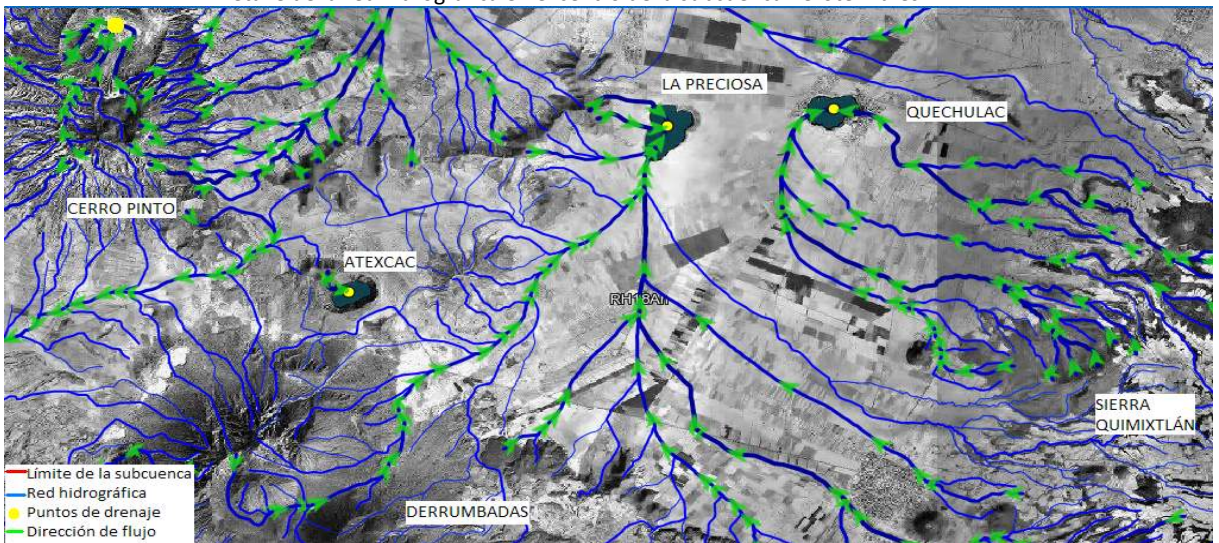 LA PRECIOSA
QUECHULAC
CERRO PINTO
ATEXCAC
SIERRA
QUIMIXTLÁN
DERRUMBADAS
Límite de la subcuenca
Red hidrográfica
Puntos de drenaje
Dirección de flujo